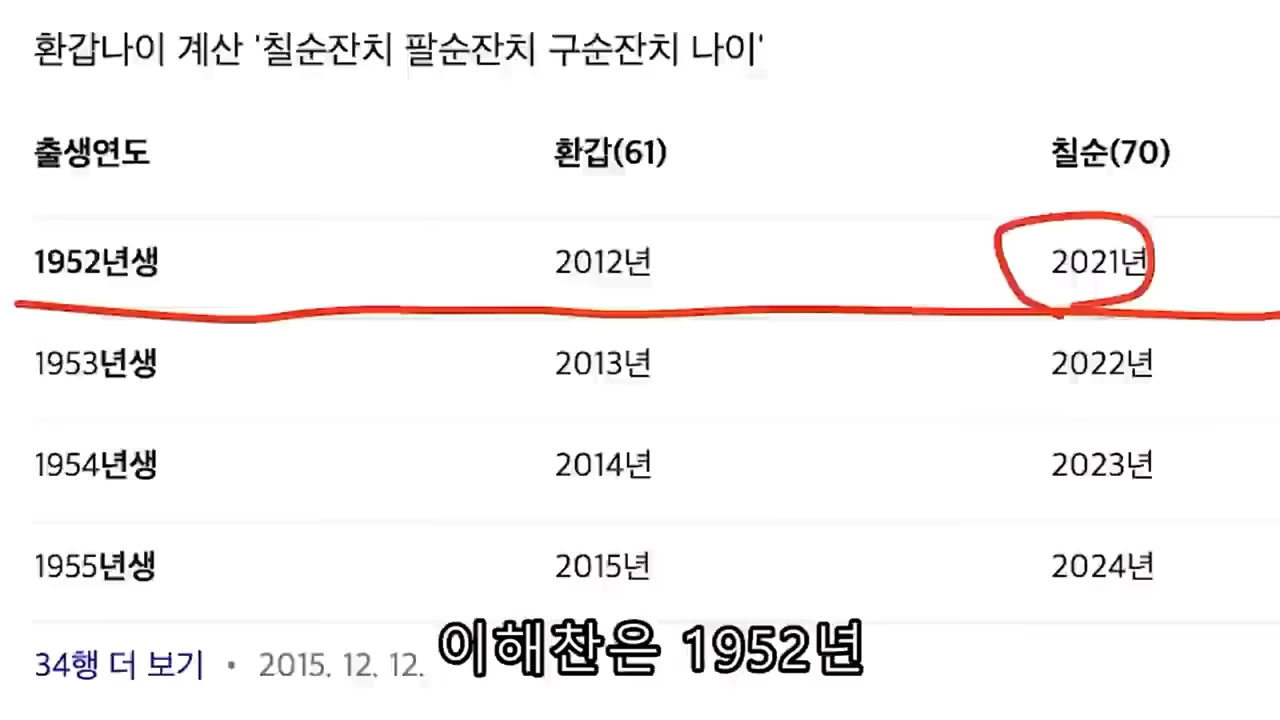 환갑나이 계산 '칠순잔치 팔순잔치 구순잔치 나이'
출생연도 환갑(61) 칠순(70)
1952년생 2012년 2021년
1953년생 2013년 2022년
1954년생 2014년 2023년
1955년생 2015년 2024년
34행 더 보기 • 2015. 12. 12.
이해찬은 1952년